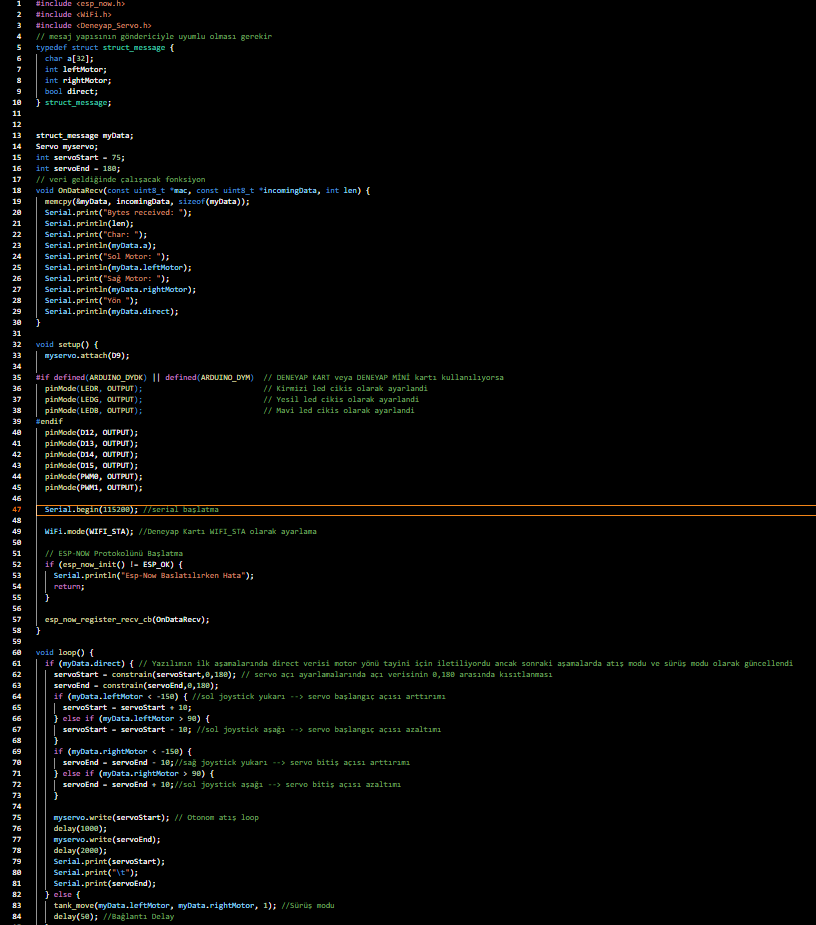 1 #include <esp_now.h>
2 #include <WiFi.h>
3 #include <Deneyap_Servo.h>
4 // mesaj yapısının göndericiyle uyumlu olması gerekir
5 typedef struct struct_message {
6 char a[32];
7 int leftMotor;
8 int rightMotor;
9 bool direct;
10 } struct_message;
11
12
13 struct_message myData;
14 Servo myservo;
15 int servoStart = 75;
16 int servoEnd = 180;
17 // veri geldiğinde çalışacak fonksiyon
18 void OnDataRecv(const uint8_t *mac, const uint8_t *incomingData, int len) {
19 memcpy(&myData, incomingData, sizeof(myData));
20 Serial.print("Bytes received: ");
21 Serial.println(len);
22 Serial.print("Char: ");
23 Serial.println(myData.a);
24 Serial.print("Sol Motor: ");
25 Serial.println(myData.leftMotor);
26 Serial.print("Sağ Motor: ");
27 Serial.println(myData.rightMotor);
28 Serial.print("Yön ");
29 Serial.println(myData.direct);
30 }
31
32 void setup() {
33 myservo.attach(D9);
34
35 #if defined(ARDUINO_DYDK) || defined(ARDUINO_DYM) // DENEYAP KART veya DENEYAP MİNİ kartı kullanılıyorsa
36 pinMode(LEDR, OUTPUT); // Kirmizi led cikis olarak ayarlandi
37 pinMode(LEDG, OUTPUT); // Yesil led cikis olarak ayarlandi
38 pinMode(LEDB, OUTPUT); // Mavi led cikis olarak ayarlandi
39 #endif
40 pinMode(D12, OUTPUT);
41 pinMode(D13, OUTPUT);
42 pinMode(D14, OUTPUT);
43 pinMode(D15, OUTPUT);
44 pinMode(PWM0, OUTPUT);
45 pinMode(PWM1, OUTPUT);
46
47 Serial.begin(115200); //serial başlatma
48
49 WiFi.mode(WIFI_STA); //Deneyap Kartı WIFI_STA olarak ayarlama
50
51 // ESP-NOW Protokolünü Başlatma
52 if (esp_now_init() != ESP_OK) {
53 Serial.println("Esp-Now Baslatılırken Hata");
54 return;
55 }
56
57 esp_now_register_recv_cb(OnDataRecv);
58 }
59
60 void loop() {
61 if (myData.direct) { // Yazılımın ilk aşamalarında direct verisi motor yönü tayini için iletiliyordu ancak sonraki aşamalarda atış modu ve sürüş modu olarak güncellendi
62 servoStart = constrain(servoStart,0,180); // servo açı ayarlamalarında açı verisinin 0,180 arasında kısıtlanması
63 servoEnd = constrain(servoEnd,0,180);
64 if (myData.leftMotor < -150) { //sol joystick yukarı --> servo başlangıç açısı arttırımı
65 servoStart = servoStart + 10;
66 } else if (myData.leftMotor > 90) {
67 servoStart = servoStart - 10; //sol joystick aşağı --> servo başlangıç açısı azaltımı
68 }
69 if (myData.rightMotor < -150) {
70 servoEnd = servoEnd - 10;//sağ joystick yukarı --> servo bitiş açısı arttırımı
71 } else if (myData.rightMotor > 90) {
72 servoEnd = servoEnd + 10;//sol joystick aşağı --> servo bitiş açısı azaltımı
73 }
74
75 myservo.write(servoStart); // Otonom atış loop
76 delay(1000);
77 myservo.write(servoEnd);
78 delay(2000);
79 Serial.print(servoStart);
80 Serial.print("\t");
81 Serial.print(servoEnd);
82 } else {
83 tank_move(myData.leftMotor, myData.rightMotor, 1); //Sürüş modu
84 delay(50); //Bağlantı Delay